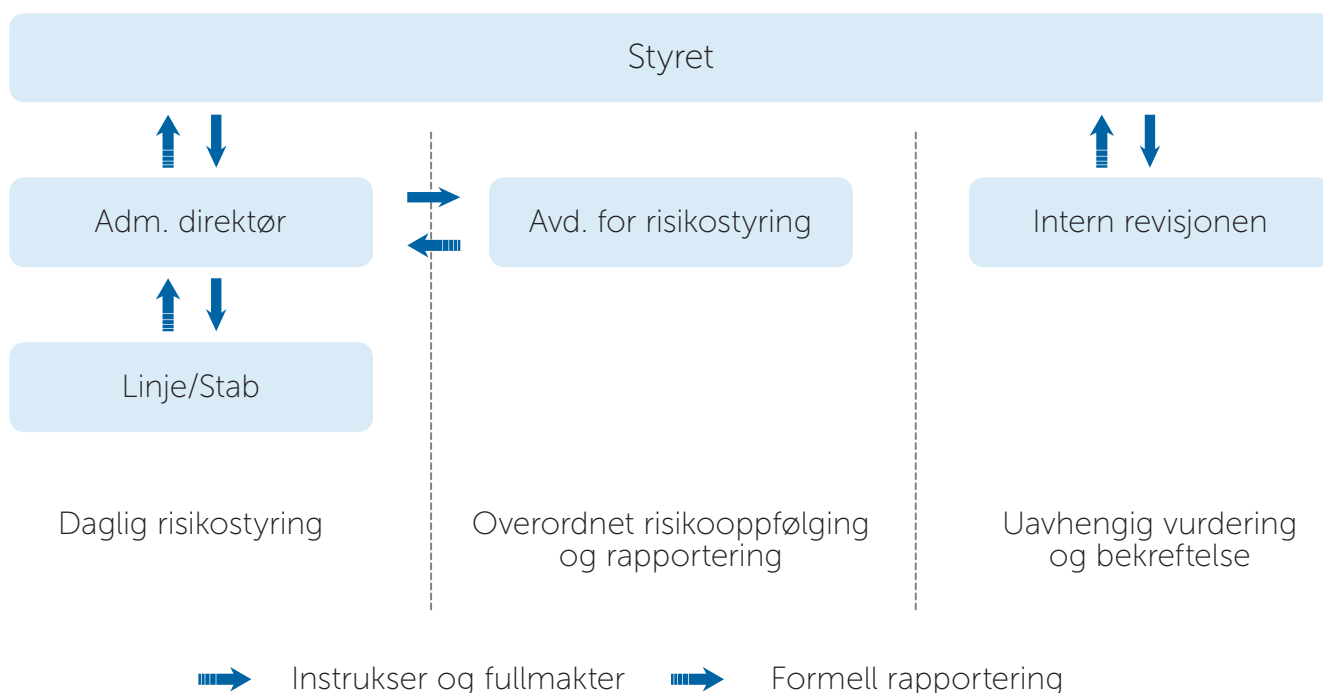 Styret
Adm. direktør
Avd. for risikostyring
Intern revisjonen
Linje/Stab
Daglig risikostyring
Overordnet risikooppfølging
og rapportering
Uavhengig vurdering
og bekreftelse
Instrukser og fullmakter
Formell rapportering